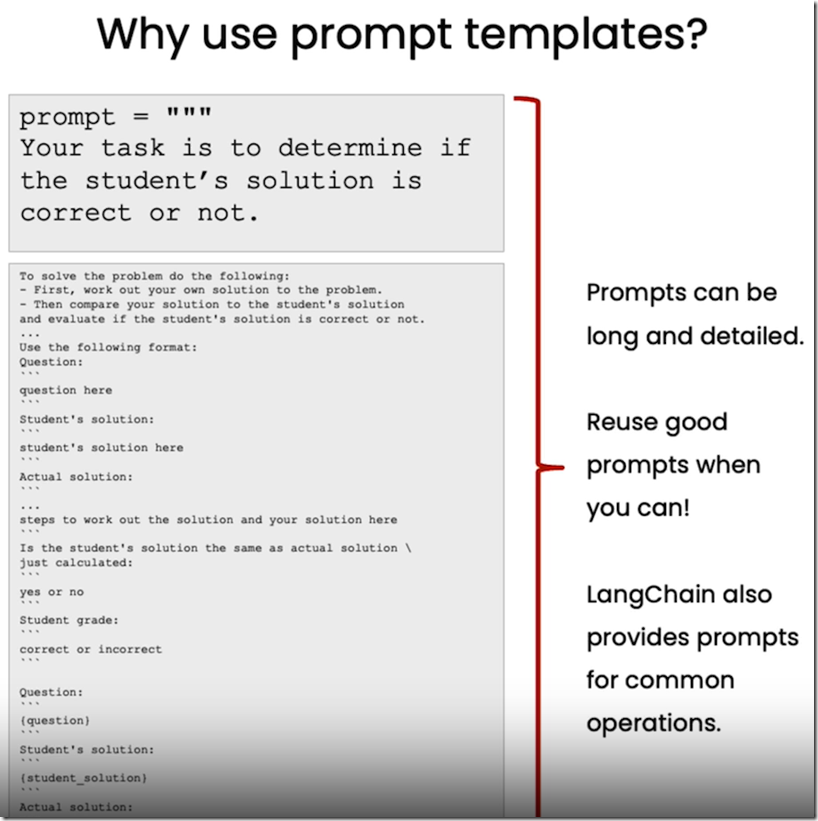 Why use prompt templates?
prompt = """
Your task is to determine if
the student’s solution is
correct or not.
To solve the problem do the following:
- First, work out your own solution to the problem.
- Then compare your solution to the student's solution
and evaluate if the student's solution is correct or not.
...
Use the following format:
Question:
```
question here
```
Student's solution:
```
student's solution here
```
Actual solution:
```
...
steps to work out the solution and your solution here
```
Is the student's solution the same as actual solution \
just calculated:
```
yes or no
```
Student grade:
```
correct or incorrect
```
Question:
```
{question}
```
Student's solution:
```
{student_solution}
```
Actual solution:
Prompts can be
long and detailed.
Reuse good
prompts when
you can!
LangChain also
provides prompts
for common
operations.